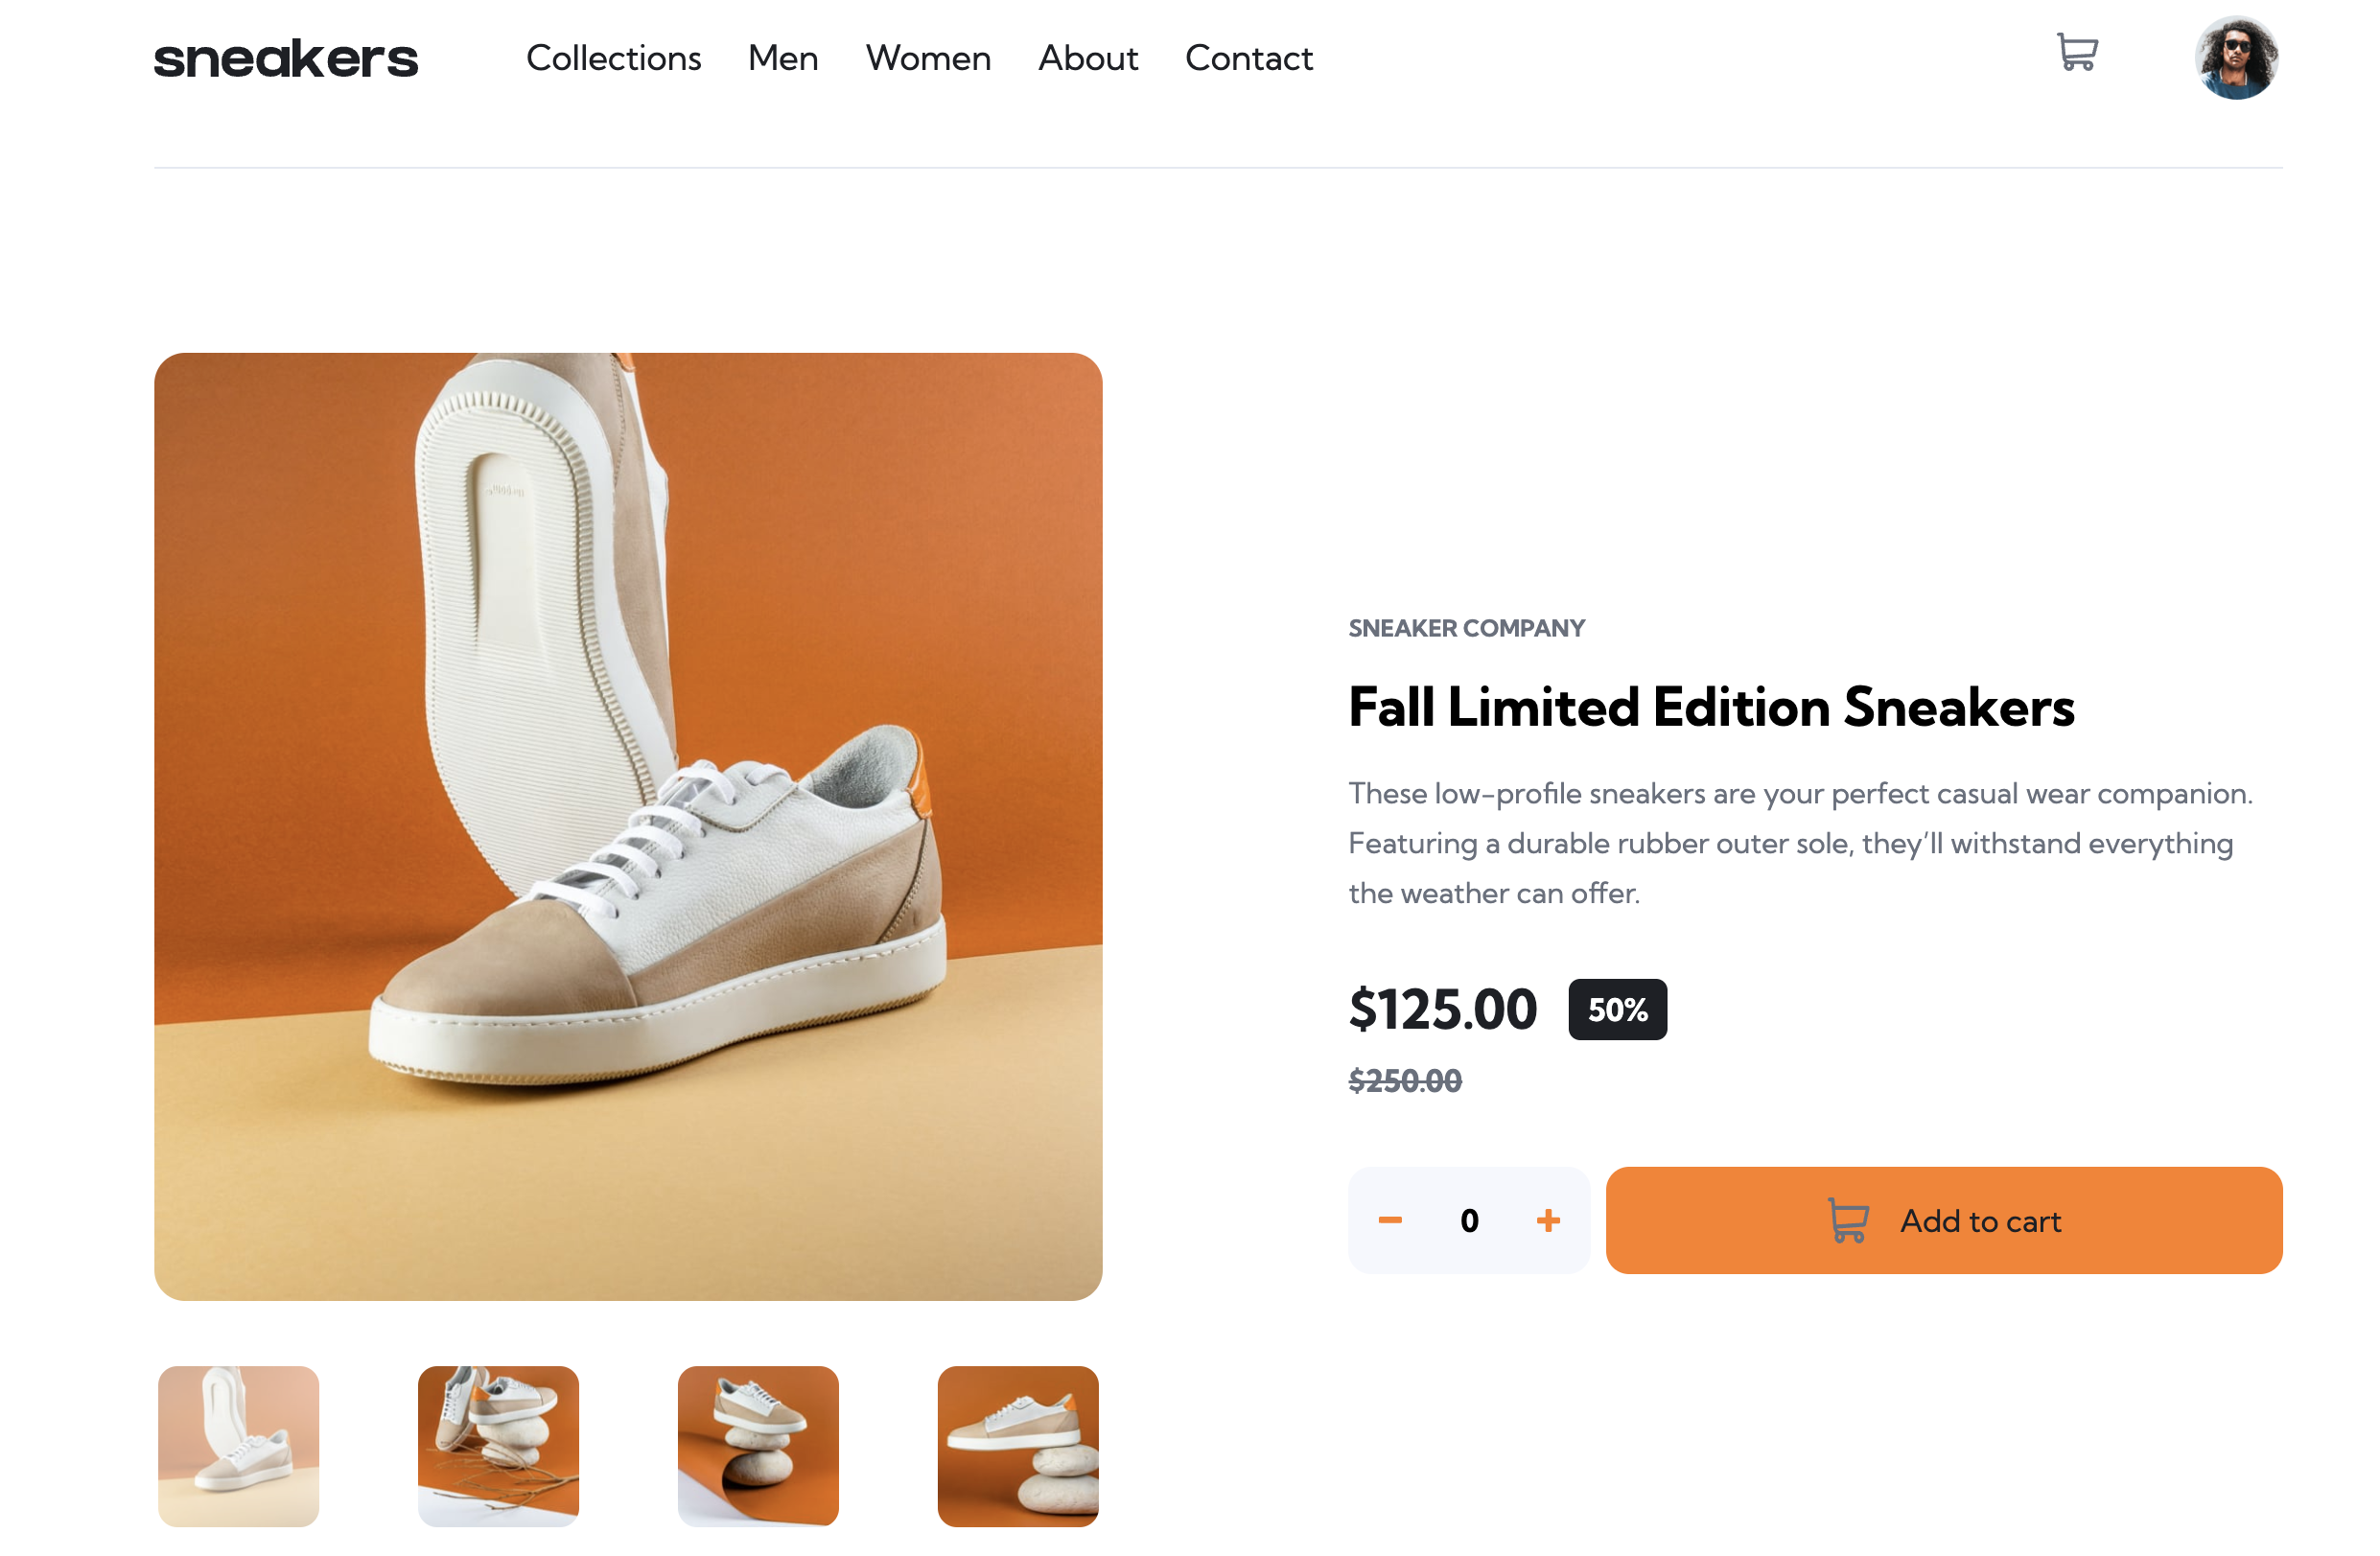 sneakers
Collections Men Women About Contact
SNEAKER COMPANY
Fall Limited Edition Sneakers
These low-profile sneakers are your perfect casual wear companion.
Featuring a durable rubber outer sole, they’ll withstand everything
the weather can offer.
$125.00 50%
$250.00
0 Add to cart